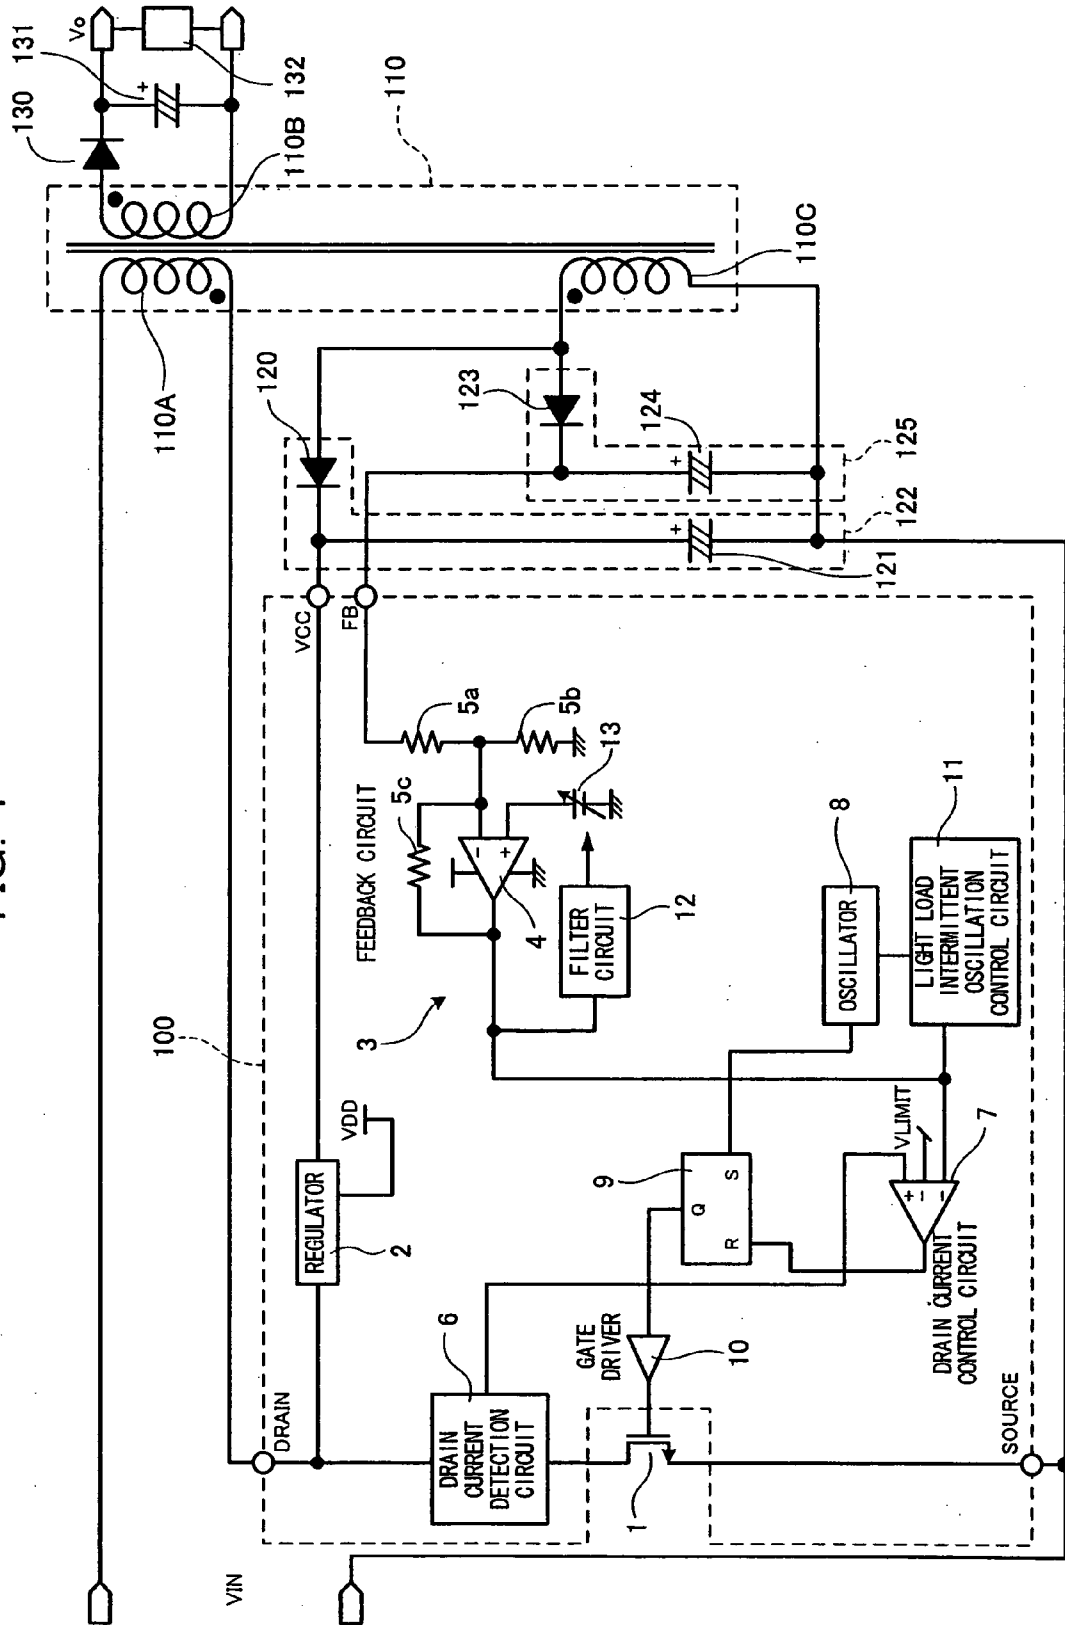 VIN
DRAIN
110A
110B
110C
110
130
131
Vo
132
120
123
124
125
122
121
100
REGULATOR
2
VDD
VCC
FB
FEEDBACK CIRCUIT
3
5a
5b
5c
4
13
FILTER
CIRCUIT
12
DRAIN
CURRENT
DETECTION
CIRCUIT
6
GATE
DRIVER
10
1
9
Q
S
R
OSCILLATOR
8
LIGHT LOAD
INTERMITTENT
OSCILLATION
CONTROL CIRCUIT
11
VLIMIT
7
DRAIN CURRENT
CONTROL CIRCUIT
SOURCE